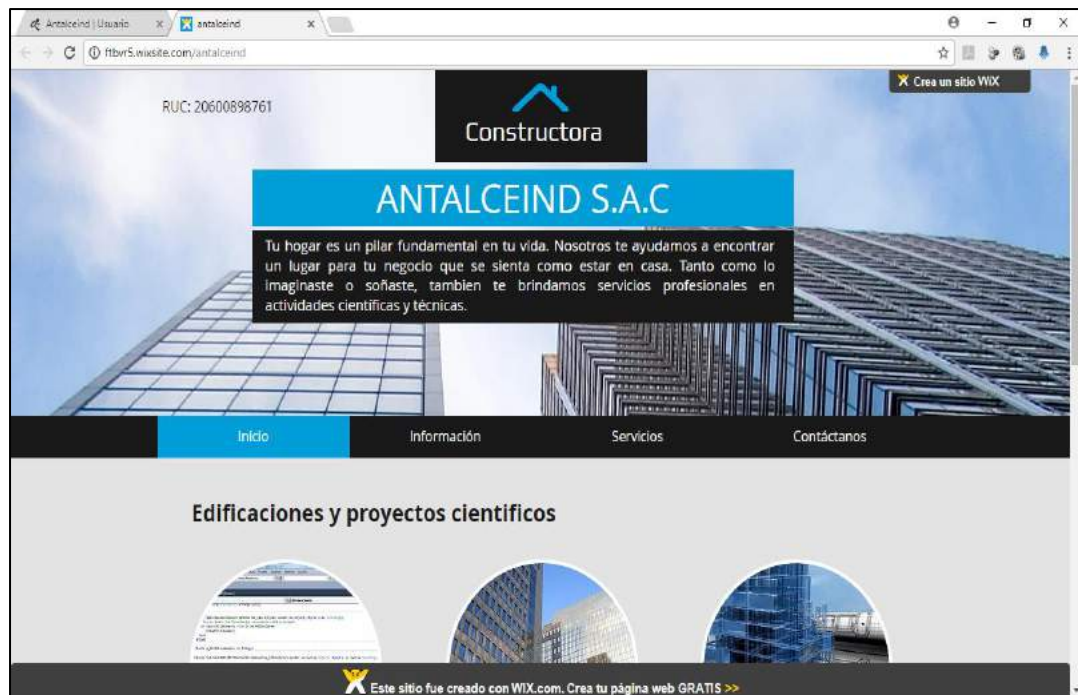 Antalceind | Usuario
antalceind
ftbvr5.wixsite.com/antalceind
Crea un sitio WiX
RUC: 20600898761
Constructora
ANTALCEIND S.A.C
Tu hogar es un pilar fundamental en tu vida. Nosotros te ayudamos a encontrar
un lugar para tu negocio que se sienta como estar en casa. Tanto como lo
imaginaste o soñaste, tambien te brindamos servicios profesionales en
actividades científicas y técnicas.
Inicio
Información
Servicios
Contáctanos
Edificaciones y proyectos cientificos
Este sitio fue creado con WIX.com. Crea tu página web GRATIS >>